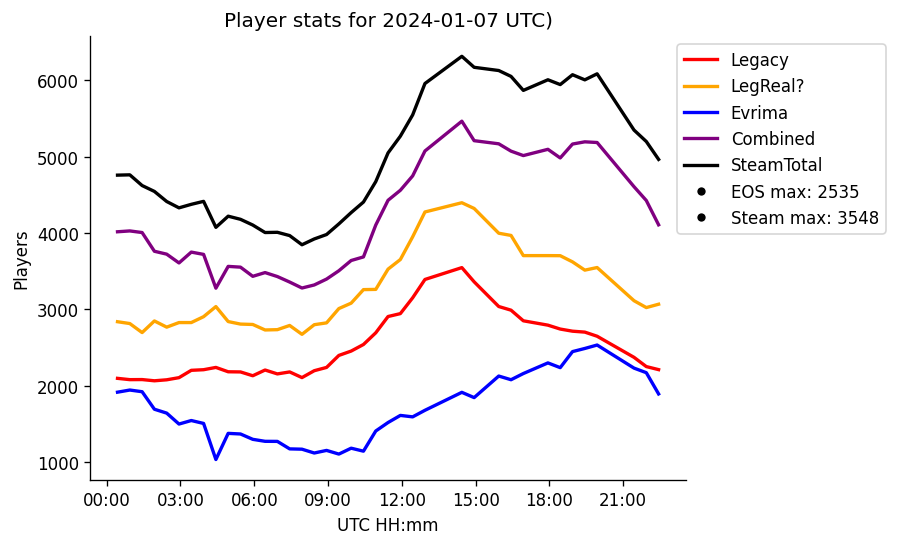 Player stats for 2024-01-07 UTC)
Players
6000
5000
4000
3000
2000
1000
00:00 03:00 06:00 09:00 12:00 15:00 18:00 21:00
UTC HH:mm
Legacy
LegReal?
Evrima
Combined
SteamTotal
EOS max: 2535
Steam max: 3548